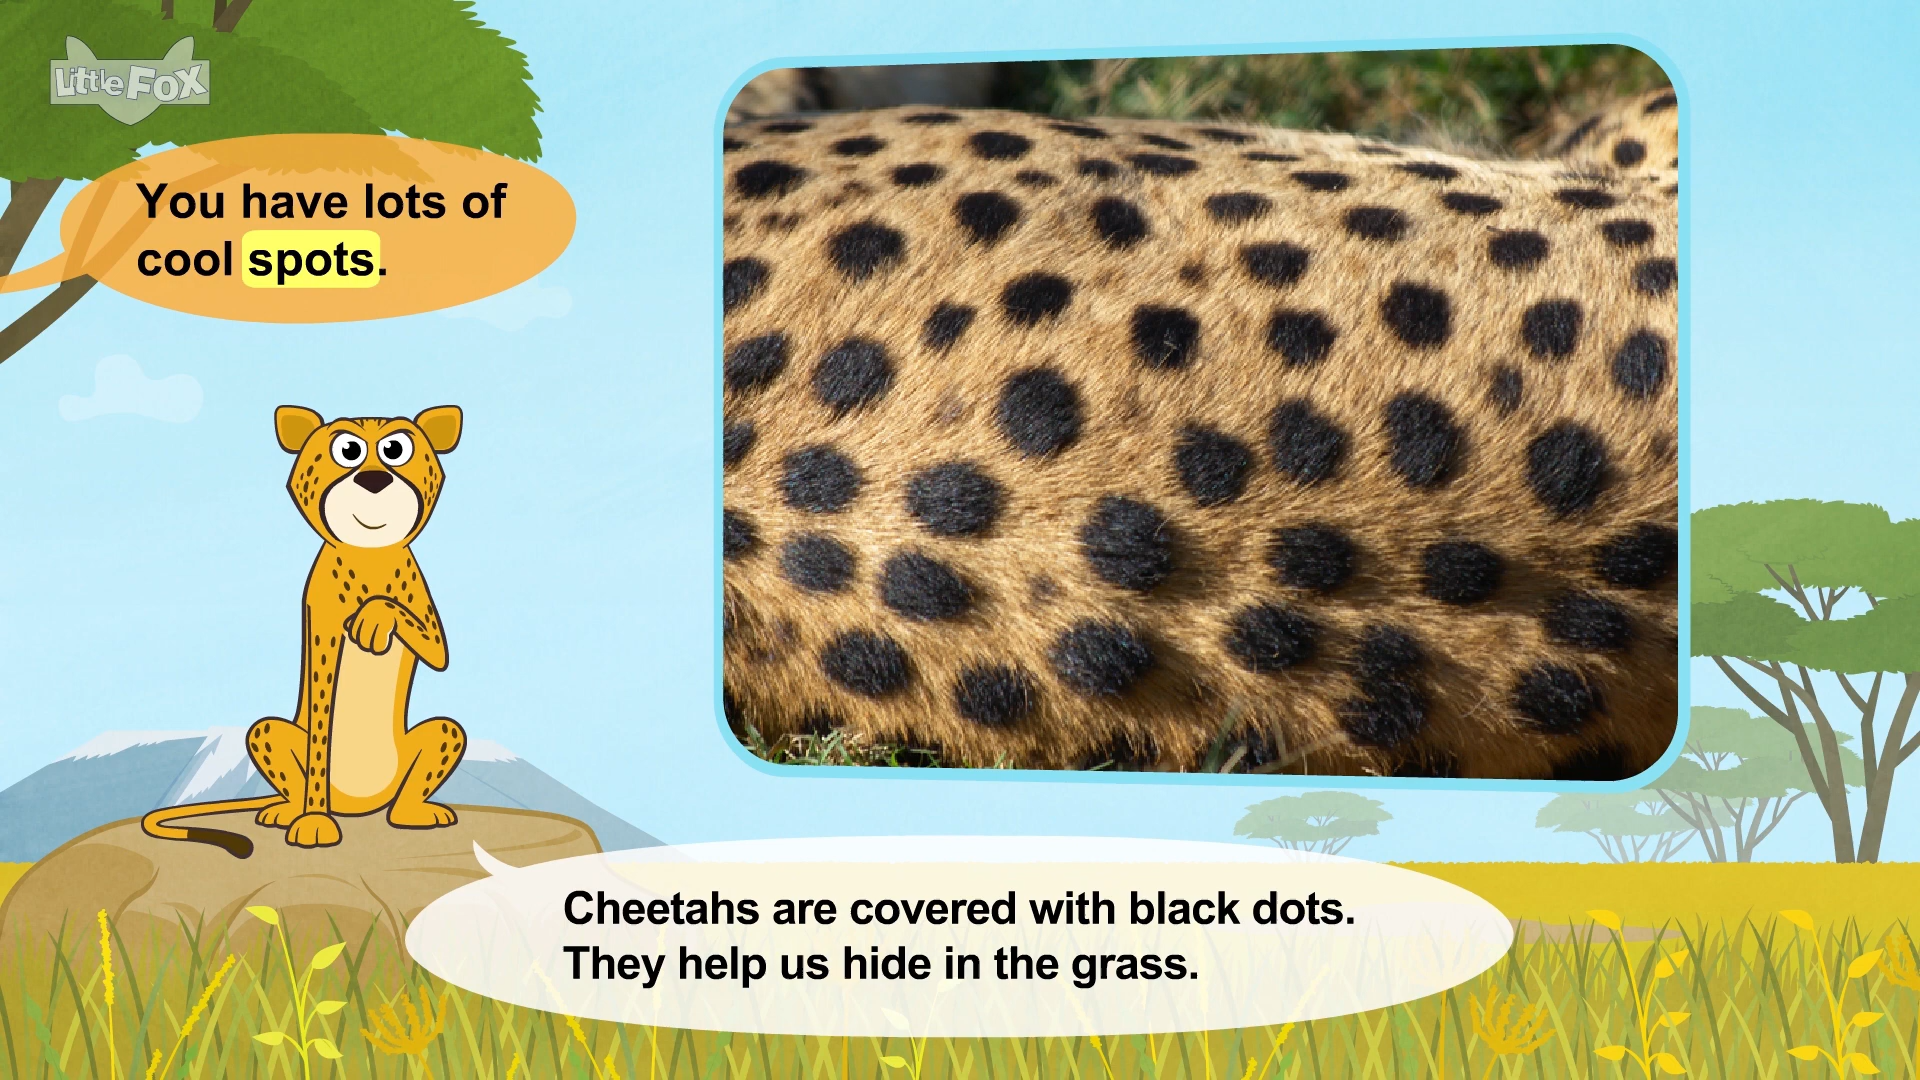 Little Fox
You have lots of
cool spots.
Cheetahs are covered with black dots.
They help us hide in the grass.